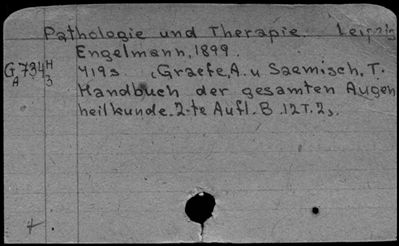 Pathologie und Therapie. Leipzig
Engelmann, 1899.
G 734 H 419s. (Graefe, A. u Saemisch, T.
A 3 Handbuch der gesamten Augen
heilkunde. 2-te Aufl. B. 12 T. 2).